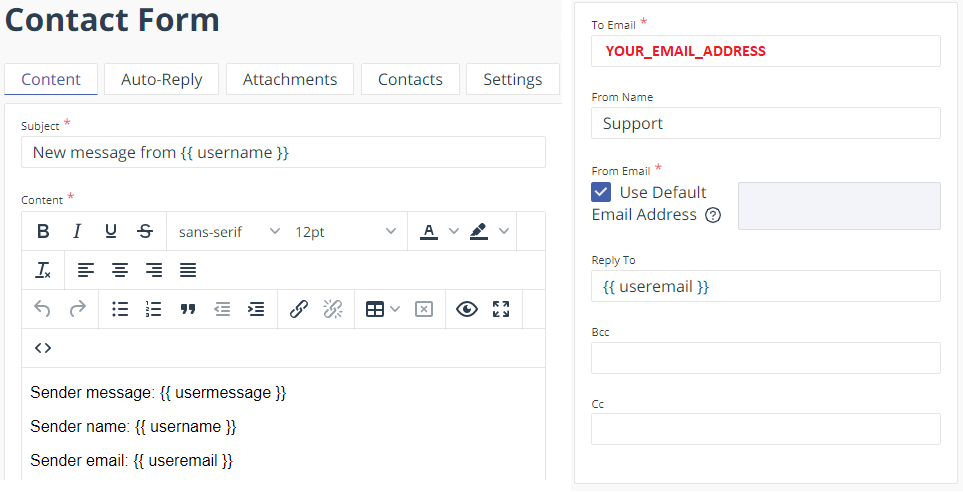 Contact Form
Content Auto-Reply Attachments Contacts Settings
Subject *
New message from {{ username }}
Content *
B I U S sans-serif 12pt A
Sender message: {{ usermessage }}
Sender name: {{ username }}
Sender email: {{ useremail }}
To Email *
YOUR_EMAIL_ADDRESS
From Name
Support
From Email *
Use Default
Email Address
Reply To
{{ useremail }}
Bcc
Cc